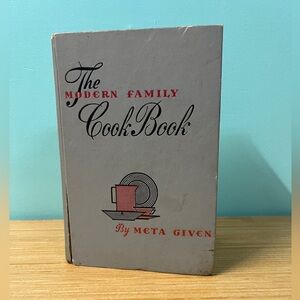 The
MODERN FAMILY
Cook Book
By META GIVEN